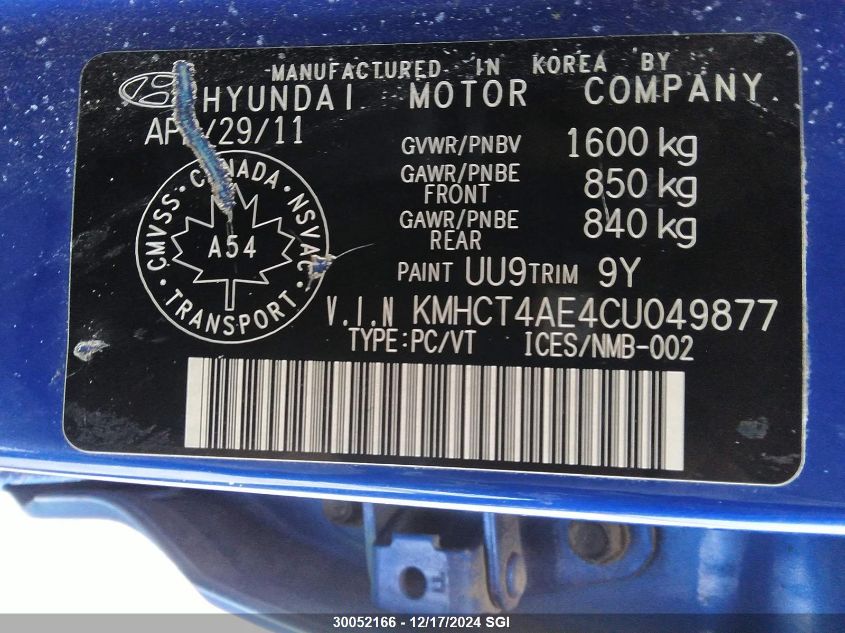 MANUFACTURED IN KOREA BY
HYUNDAI MOTOR COMPANY
/29/11
GVWR/PNBV 1600 kg
GAWR/PNBE FRONT 850 kg
GAWR/PNBE REAR 840 kg
CMVSS · CANADA · NSVAC · TRANSPORT ·
A54
PAINT UU9 TRIM 9Y
V.I.N KMHCT4AE4CU049877
TYPE:PC/VT ICES/NMB-002
30052166 - 12/17/2024 SGI